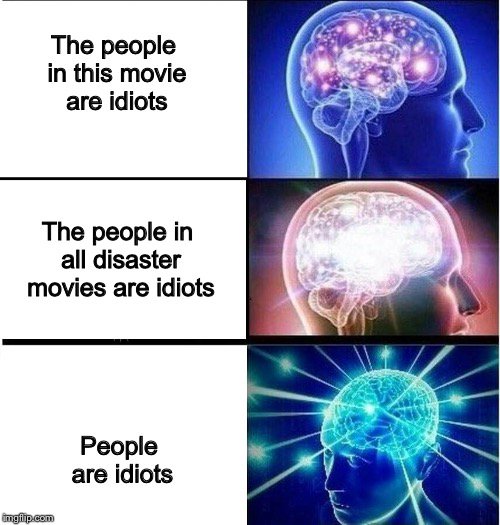 The people
in this movie
are idiots
The people in
all disaster
movies are idiots
People
are idiots
imgflip.com